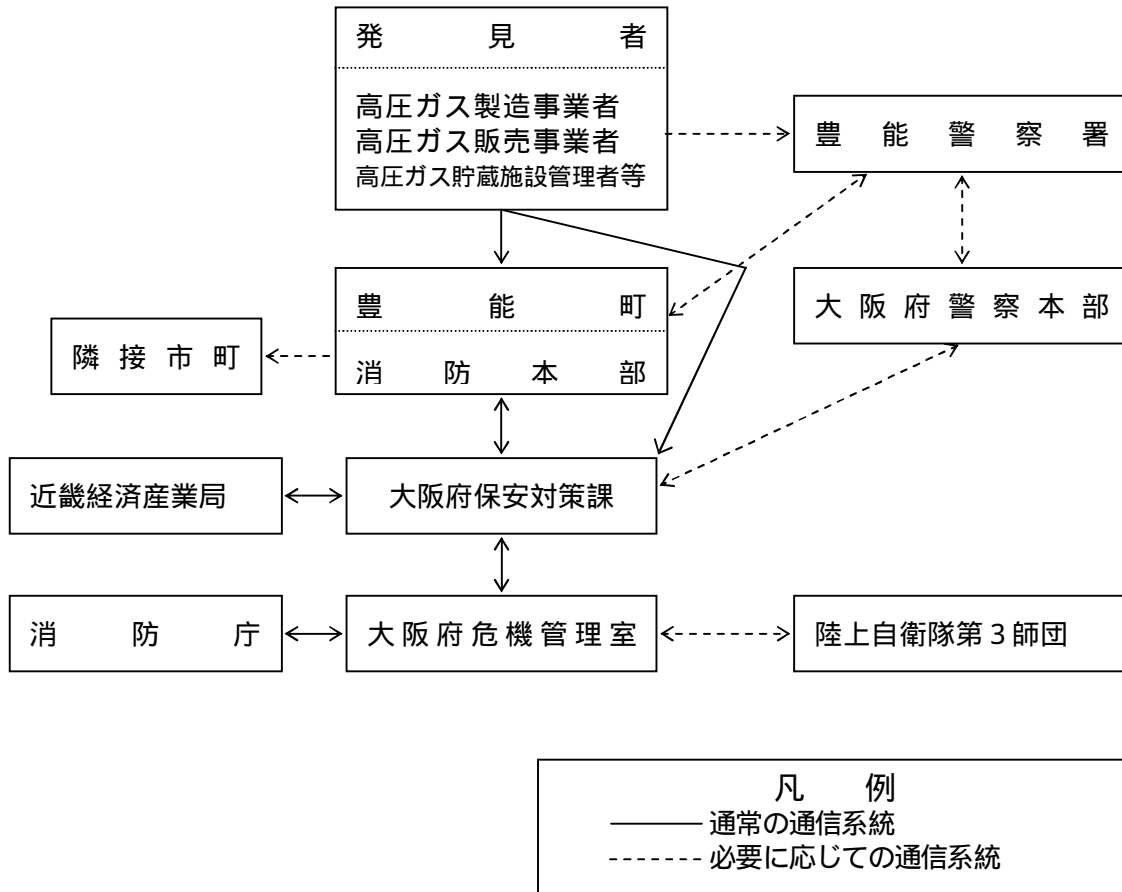 発見者
高圧ガス製造事業者
高圧ガス販売事業者
高圧ガス貯蔵施設管理者等
豊能警察署
豊能町
消防本部
大阪府警察本部
隣接市町
近畿経済産業局
大阪府保安対策課
消防庁
大阪府危機管理室
陸上自衛隊第3師団
凡例
通常の通信系統
必要に応じての通信系統